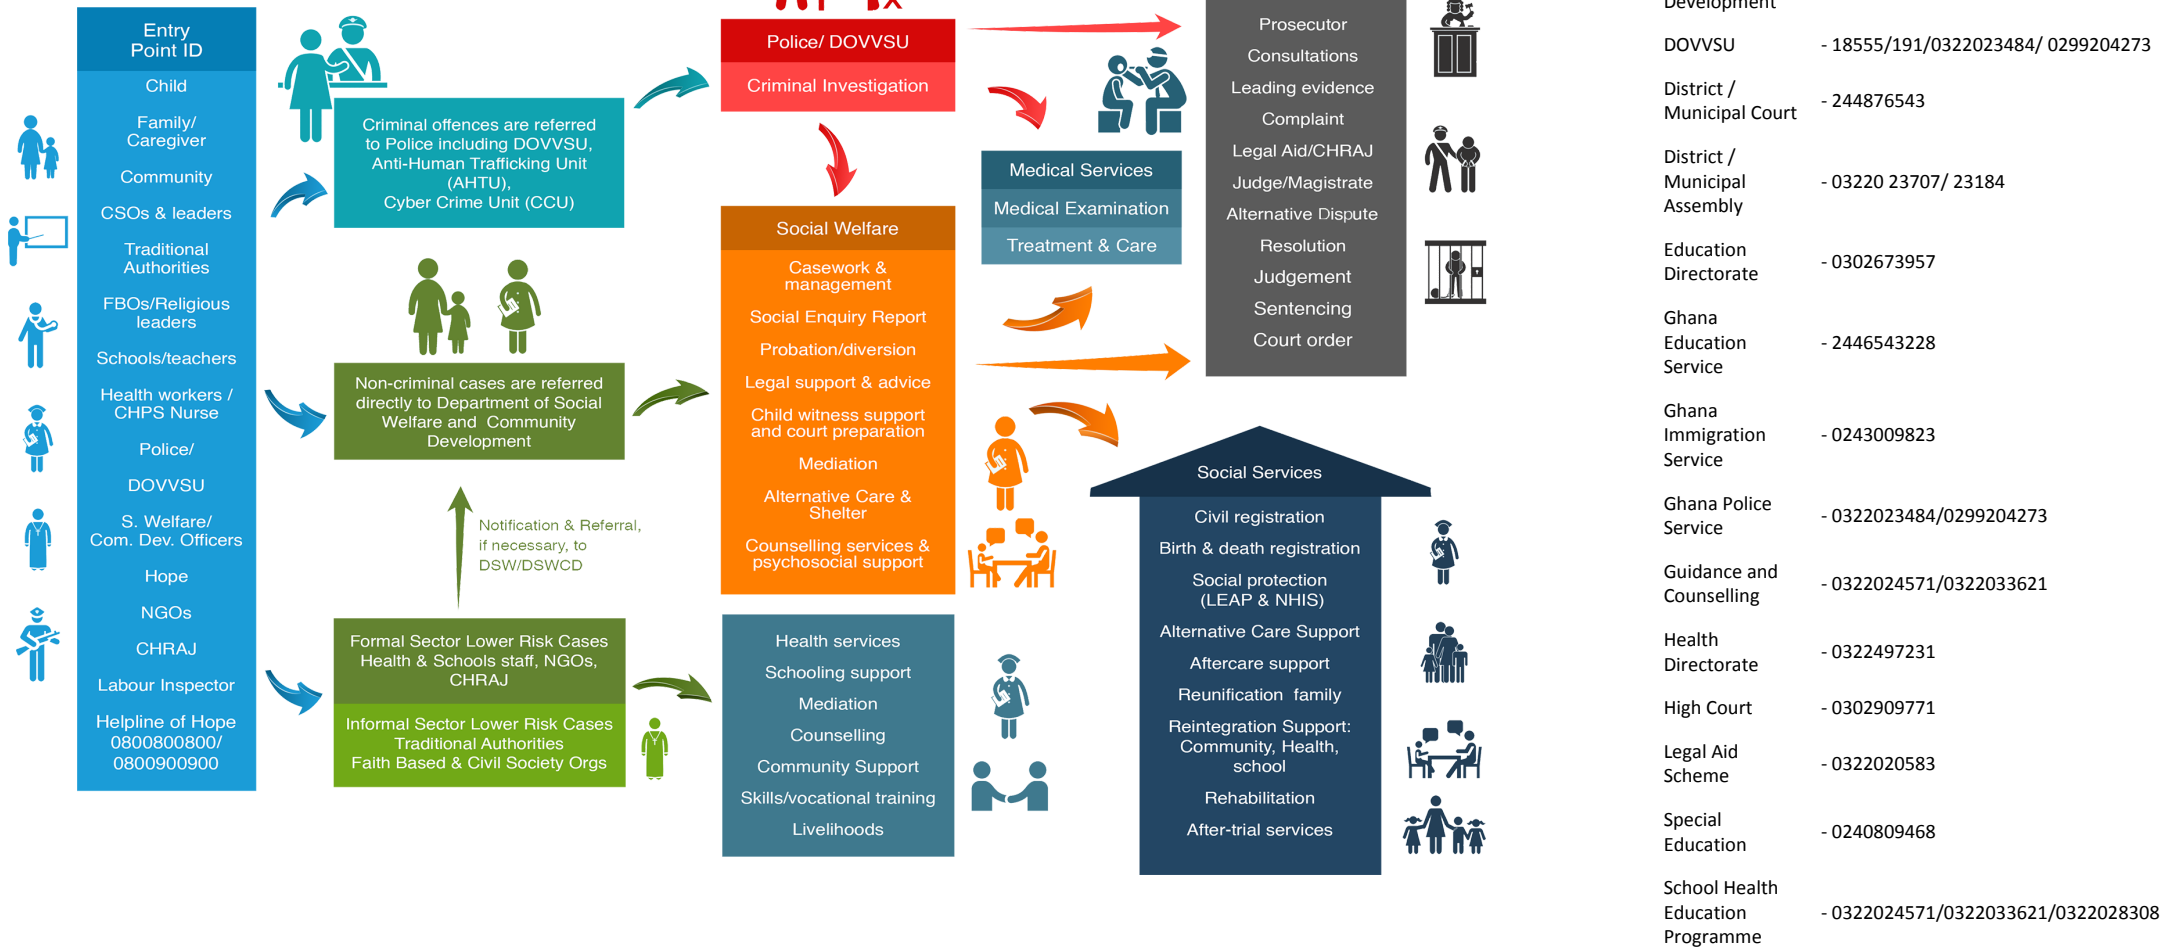 Entry
Point ID
Child
Family/
Caregiver
Community
CSOs & leaders
Traditional
Authorities
FBOs/Religious
leaders
Schools/teachers
Health workers /
CHPS Nurse
Police/
DOVVSU
S. Welfare/
Com. Dev. Officers
Hope
NGOs
CHRAJ
Labour Inspector
Helpline of Hope
0800800800/
0800900900
Criminal offences are referred
to Police including DOVVSU,
Anti-Human Trafficking Unit
(AHTU),
Cyber Crime Unit (CCU)
Non-criminal cases are referred
directly to Department of Social
Welfare and Community
Development
Notification & Referral,
if necessary, to
DSW/DSWCD
Formal Sector Lower Risk Cases
Health & Schools staff, NGOs,
CHRAJ
Informal Sector Lower Risk Cases
Traditional Authorities
Faith Based & Civil Society Orgs
Police/ DOVVSU
Criminal Investigation
Social Welfare
Casework &
management
Social Enquiry Report
Probation/diversion
Legal support & advice
Child witness support
and court preparation
Mediation
Alternative Care &
Shelter
Counselling services &
psychosocial support
Health services
Schooling support
Mediation
Counselling
Community Support
Skills/vocational training
Livelihoods
Medical Services
Medical Examination
Treatment & Care
Prosecutor
Consultations
Leading evidence
Complaint
Legal Aid/CHRAJ
Judge/Magistrate
Alternative Dispute
Resolution
Judgement
Sentencing
Court order
Social Services
Civil registration
Birth & death registration
Social protection
(LEAP & NHIS)
Alternative Care Support
Aftercare support
Reunification family
Reintegration Support:
Community, Health,
school
Rehabilitation
After-trial services
Development
DOVVSU - 18555/191/0322023484/ 0299204273
District /
Municipal Court - 244876543
District /
Municipal - 03220 23707/ 23184
Assembly
Education
Directorate - 0302673957
Ghana
Education - 2446543228
Service
Ghana
Immigration - 0243009823
Service
Ghana Police
Service - 0322023484/0299204273
Guidance and
Counselling - 0322024571/0322033621
Health
Directorate - 0322497231
High Court - 0302909771
Legal Aid
Scheme - 0322020583
Special
Education - 0240809468
School Health
Education - 0322024571/0322033621/0322028308
Programme